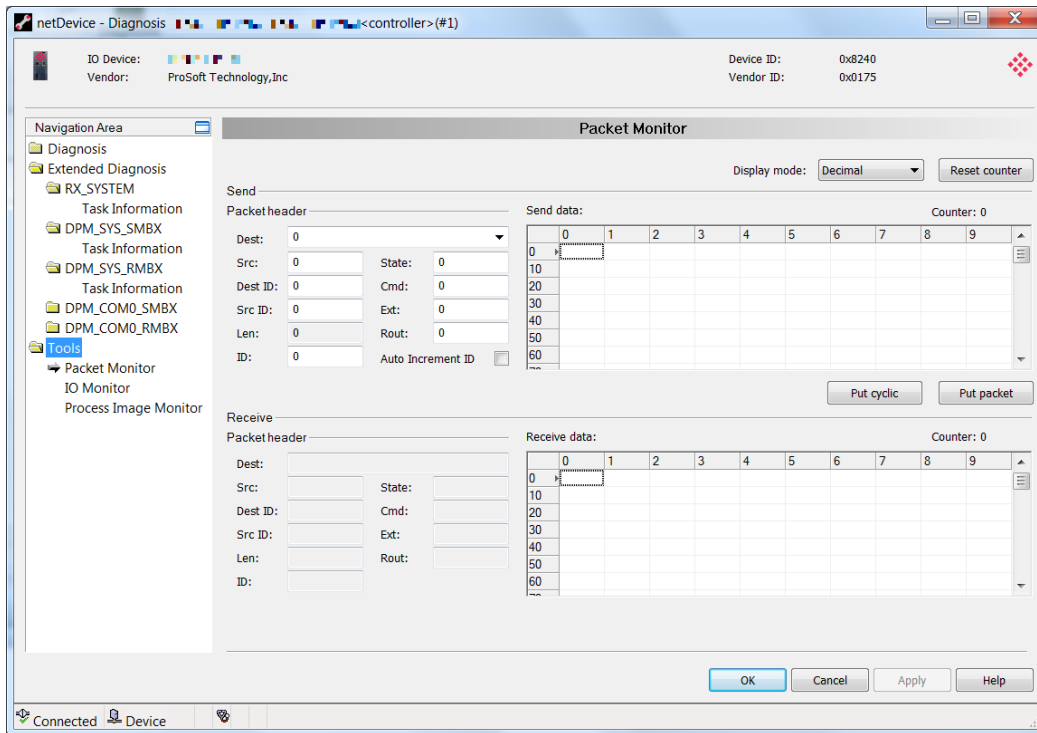 netDevice - Diagnosis <controller>(#1)
IO Device:
Vendor: ProSoft Technology,Inc
Device ID: 0x8240
Vendor ID: 0x0175
Navigation Area
Diagnosis
Extended Diagnosis
RX_SYSTEM
Task Information
DPM_SYS_SMBX
Task Information
DPM_SYS_RMBX
Task Information
DPM_COM0_SMBX
DPM_COM0_RMBX
Tools
Packet Monitor
IO Monitor
Process Image Monitor
Packet Monitor
Display mode: Decimal Reset counter
Send
Packet header
Dest: 0
Src: 0 State: 0
Dest ID: 0 Cmd: 0
Src ID: 0 Ext: 0
Len: 0 Rout: 0
ID: 0 Auto Increment ID
Send data: Counter: 0
0 1 2 3 4 5 6 7 8 9
0
10
20
30
40
50
60
Put cyclic Put packet
Receive
Packet header
Dest:
Src: State:
Dest ID: Cmd:
Src ID: Ext:
Len: Rout:
ID:
Receive data: Counter: 0
0 1 2 3 4 5 6 7 8 9
0
10
20
30
40
50
60
OK Cancel Apply Help
Connected Device